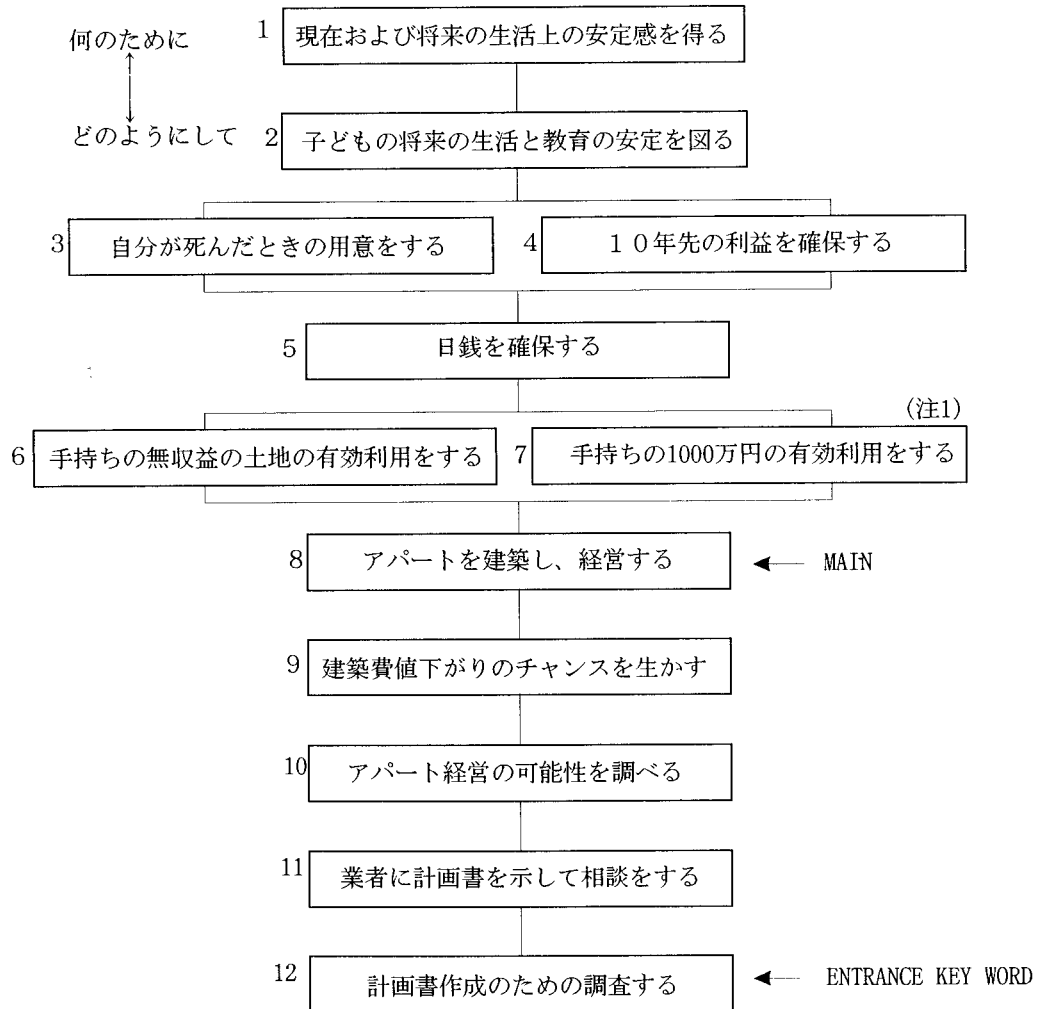 何のために
1 現在および将来の生活上の安定感を得る
どのようにして
2 子どもの将来の生活と教育の安定を図る
3 自分が死んだときの用意をする
4 10年先の利益を確保する
5 日銭を確保する
(注1)
6 手持ちの無収益の土地の有効利用をする
7 手持ちの1000万円の有効利用をする
8 アパートを建築し、経営する
MAIN
9 建築費値下がりのチャンスを生かす
10 アパート経営の可能性を調べる
11 業者に計画書を示して相談をする
12 計画書作成のための調査する
ENTRANCE KEY WORD